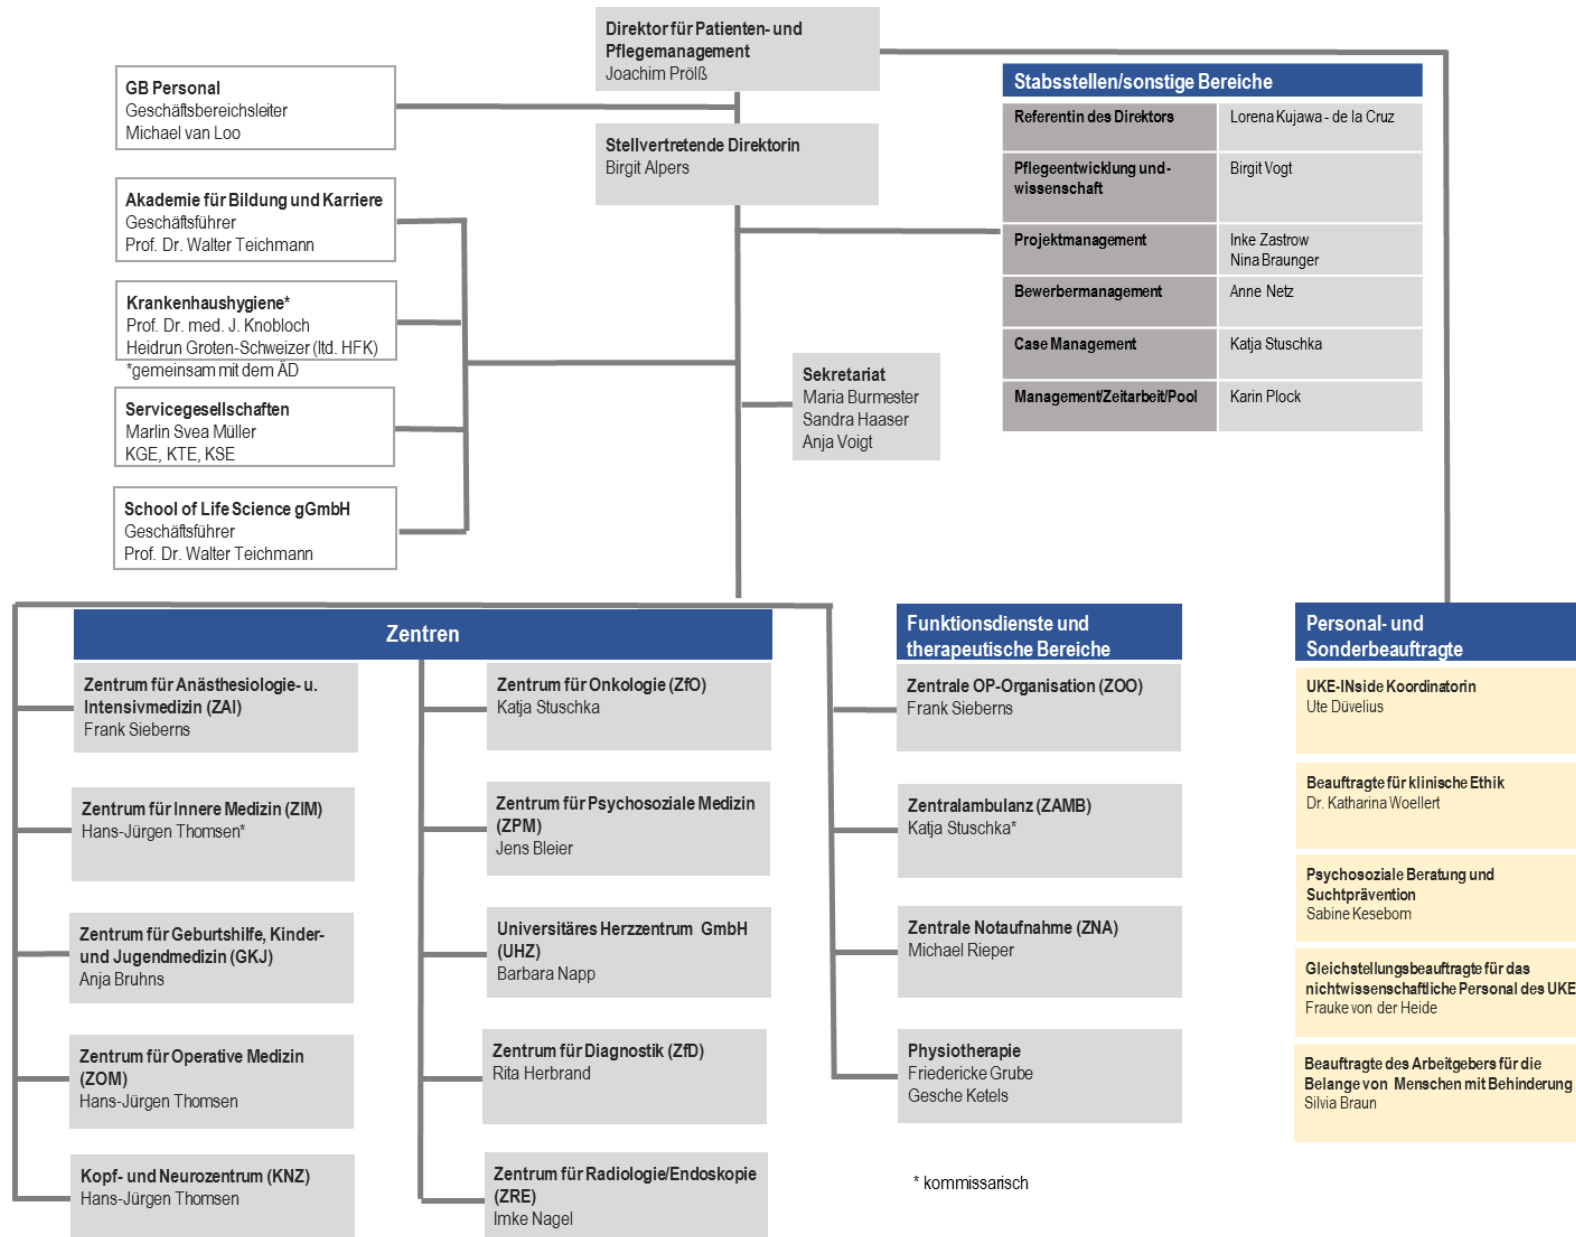 Direktor für Patienten- und
Pflegemanagement
Joachim Prölß
GB Personal
Geschäftsbereichsleiter
Michael van Loo
Stellvertretende Direktorin
Birgit Alpers
Akademie für Bildung und Karriere
Geschäftsführer
Prof. Dr. Walter Teichmann
Krankenhaushygiene*
Prof. Dr. med. J. Knobloch
Heidrun Groten-Schweizer (ltd. HFK)
*gemeinsam mit dem ÄD
Servicegesellschaften
Marlin Svea Müller
KGE, KTE, KSE
School of Life Science gGmbH
Geschäftsführer
Prof. Dr. Walter Teichmann
Stabsstellen/sonstige Bereiche
Referentin des Direktors
Lorena Kujawa - de la Cruz
Pflegeentwicklung und -
wissenschaft
Birgit Vogt
Projektmanagement
Inke Zastrow
Nina Braunger
Bewerbermanagement
Anne Netz
Case Management
Katja Stuschka
Management/Zeitarbeit/Pool
Karin Plock
Sekretariat
Maria Burmester
Sandra Haaser
Anja Voigt
Zentren
Zentrum für Anästhesiologie- u.
Intensivmedizin (ZAI)
Frank Sieberns
Zentrum für Innere Medizin (ZIM)
Hans-Jürgen Thomsen*
Zentrum für Geburtshilfe, Kinder-
und Jugendmedizin (GKJ)
Anja Bruhns
Zentrum für Operative Medizin
(ZOM)
Hans-Jürgen Thomsen
Kopf- und Neurozentrum (KNZ)
Hans-Jürgen Thomsen
Zentrum für Onkologie (ZfO)
Katja Stuschka
Zentrum für Psychosoziale Medizin
(ZPM)
Jens Bleier
Universitäres Herzzentrum GmbH
(UHZ)
Barbara Napp
Zentrum für Diagnostik (ZfD)
Rita Herbrand
Zentrum für Radiologie/Endoskopie
(ZRE)
Imke Nagel
Funktionsdienste und
therapeutische Bereiche
Zentrale OP-Organisation (ZOO)
Frank Sieberns
Zentralambulanz (ZAMB)
Katja Stuschka*
Zentrale Notaufnahme (ZNA)
Michael Rieper
Physiotherapie
Friedericke Grube
Gesche Ketels
* kommissarisch
Personal- und
Sonderbeauftragte
UKE-INside Koordinatorin
Ute Düvelius
Beauftragte für klinische Ethik
Dr. Katharina Woellert
Psychosoziale Beratung und
Suchtprävention
Sabine Kesebom
Gleichstellungsbeauftragte für das
nichtwissenschaftliche Personal des UKE
Frauke von der Heide
Beauftragte des Arbeitgebers für die
Belange von Menschen mit Behinderung
Silvia Braun